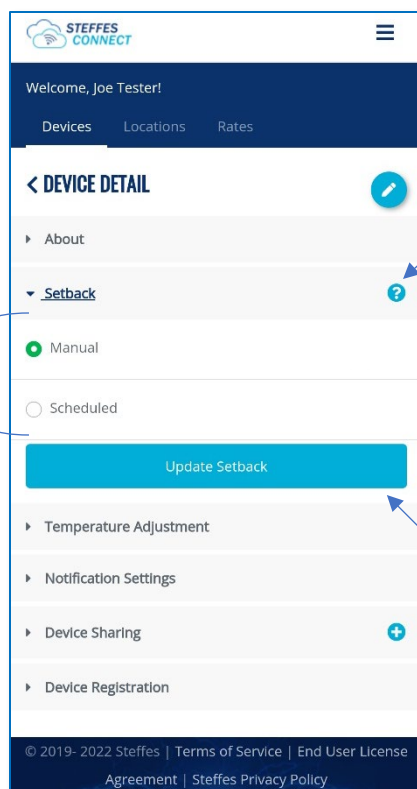 STEFFES
CONNECT
Welcome, Joe Tester!
Devices Locations Rates
< DEVICE DETAIL
About
Setback ?
Manual
Scheduled
Update Setback
Temperature Adjustment
Notification Settings
Device Sharing +
Device Registration
© 2019- 2022 Steffes | Terms of Service | End User License
Agreement | Steffes Privacy Policy